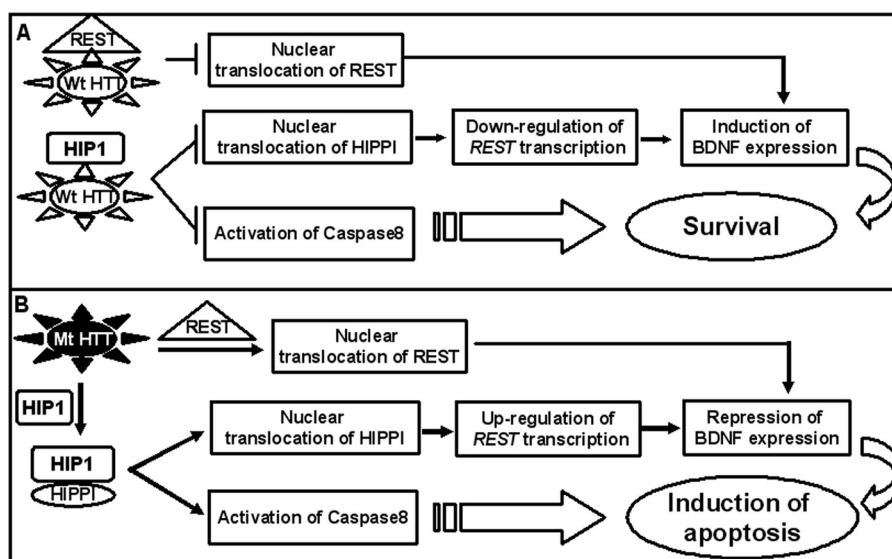 A
REST
Wt HTT
Nuclear
translocation of REST
HIP1
Wt HTT
Nuclear
translocation of HIPPI
Down-regulation of
REST transcription
Induction of
BDNF expression
Activation of Caspase8
Survival
B
Mt HTT
REST
Nuclear
translocation of REST
HIP1
HIP1
HIPPI
Nuclear
translocation of HIPPI
Up-regulation of
REST transcription
Repression of
BDNF expression
Activation of Caspase8
Induction of
apoptosis